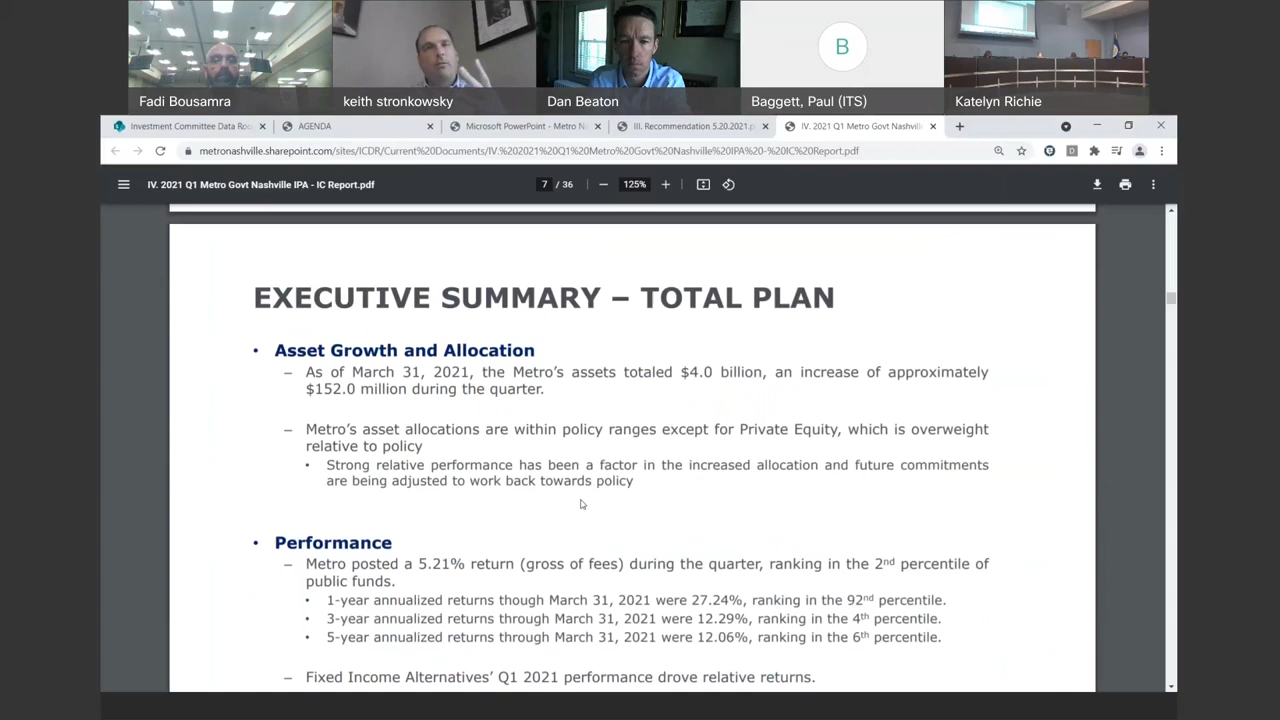 B
Fadi Bousamra
keith stronkowsky
Dan Beaton
Baggett, Paul (ITS)
Katelyn Richie
Investment Committee Data Roo
AGENDA
Microsoft PowerPoint - Metro N
III. Recommendation 5.20.2021.p
IV. 2021 Q1 Metro Govt Nashvill
metronashville.sharepoint.com/sites/ICDR/Current%20Documents/IV.%202021%20Q1%20Metro%20Govt%20Nashville%20IPA%20-%20IC%20Report.pdf
IV. 2021 Q1 Metro Govt Nashville IPA - IC Report.pdf
7 / 36
125%
EXECUTIVE SUMMARY – TOTAL PLAN
• Asset Growth and Allocation
– As of March 31, 2021, the Metro’s assets totaled $4.0 billion, an increase of approximately
$152.0 million during the quarter.
– Metro’s asset allocations are within policy ranges except for Private Equity, which is overweight
relative to policy
• Strong relative performance has been a factor in the increased allocation and future commitments
are being adjusted to work back towards policy
• Performance
– Metro posted a 5.21% return (gross of fees) during the quarter, ranking in the 2nd percentile of
public funds.
• 1-year annualized returns though March 31, 2021 were 27.24%, ranking in the 92nd percentile.
• 3-year annualized returns through March 31, 2021 were 12.29%, ranking in the 4th percentile.
• 5-year annualized returns through March 31, 2021 were 12.06%, ranking in the 6th percentile.
– Fixed Income Alternatives’ Q1 2021 performance drove relative returns.